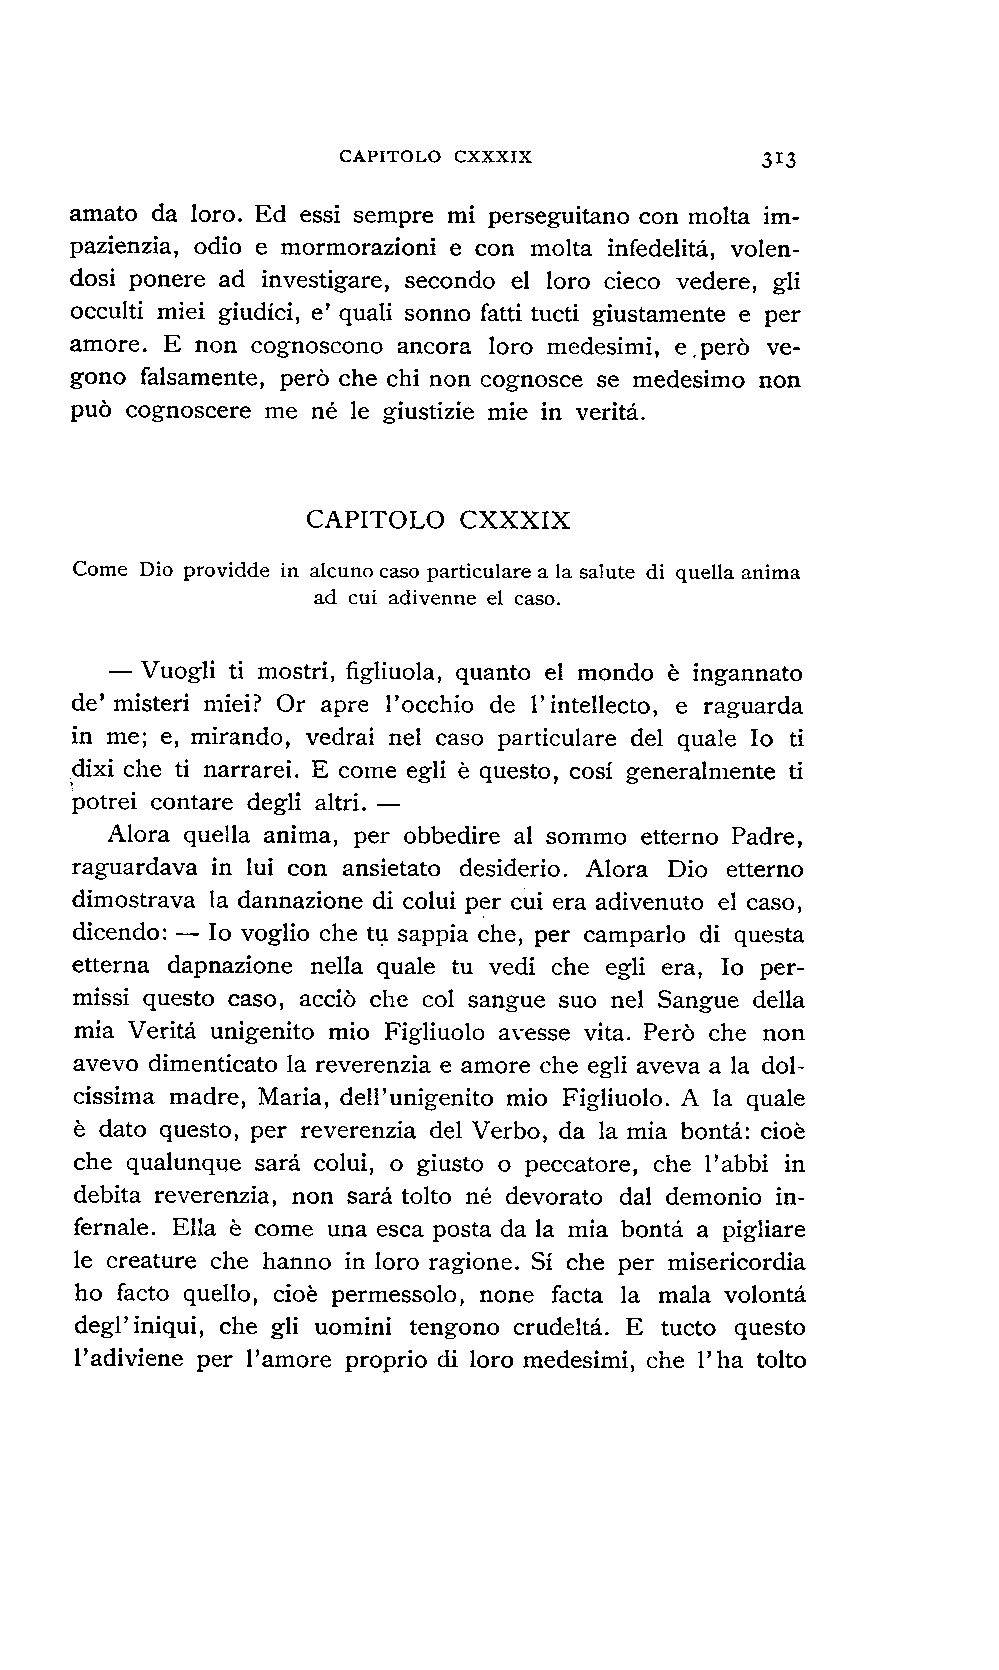 CAPITOLO CXXXIX 313
amato da loro. Ed essi sempre mi perseguitano con molta im-
pazienzia, odio e mormorazioni e con molta infedelitá, volen-
dosi ponere ad investigare, secondo el loro cieco vedere, gli
occulti miei giudíci, e' quali sonno fatti tucti giustamente e per
amore. E non cognoscono ancora loro medesimi, e però ve-
gono falsamente, però che chi non cognosce se medesimo non
può cognoscere me né le giustizie mie in veritá.
CAPITOLO CXXXIX
Come Dio providde in alcuno caso particulare a la salute di quella anima
ad cui adivenne el caso.
— Vuogli ti mostri, figliuola, quanto el mondo è ingannato
de' misteri miei? Or apre l'occhio de l'intellecto, e raguarda
in me; e, mirando, vedrai nel caso particulare del quale Io ti
dixi che ti narrarei. E come egli è questo, cosí generalmente ti
potrei contare degli altri. —
Alora quella anima, per obbedire al sommo etterno Padre,
raguardava in lui con ansietato desiderio. Alora Dio etterno
dimostrava la dannazione di colui per cui era adivenuto el caso,
dicendo: — Io voglio che tu sappia che, per camparlo di questa
etterna dapnazione nella quale tu vedi che egli era, Io per-
missi questo caso, acciò che col sangue suo nel Sangue della
mia Veritá unigenito mio Figliuolo avesse vita. Però che non
avevo dimenticato la reverenzia e amore che egli aveva a la dol-
cissima madre, Maria, dell'unigenito mio Figliuolo. A la quale
è dato questo, per reverenzia del Verbo, da la mia bontá: cioè
che qualunque sará colui, o giusto o peccatore, che l'abbi in
debita reverenzia, non sará tolto né devorato dal demonio in-
fernale. Ella è come una esca posta da la mia bontá a pigliare
le creature che hanno in loro ragione. Sí che per misericordia
ho facto quello, cioè permessolo, none facta la mala volontá
degl'iniqui, che gli uomini tengono crudeltá. E tucto questo
l'adiviene per l'amore proprio di loro medesimi, che l'ha tolto